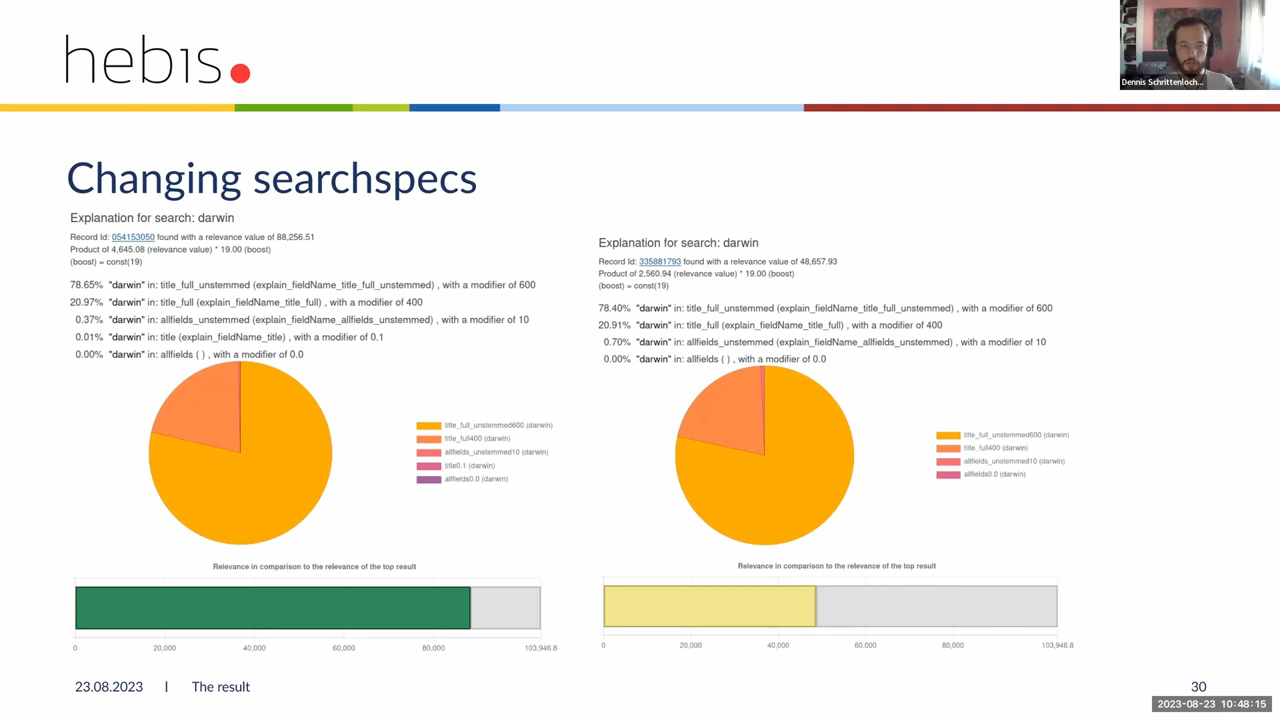 hebis.
Dennis Schrittenloch...
Changing searchspecs
Explanation for search: darwin
Record Id: 054153050 found with a relevance value of 88,256.51
Product of 4,645.08 (relevance value) * 19.00 (boost)
(boost) = const(19)
78.65% "darwin" in: title_full_unstemmed (explain_fieldName_title_full_unstemmed) , with a modifier of 600
20.97% "darwin" in: title_full (explain_fieldName_title_full) , with a modifier of 400
0.37% "darwin" in: allfields_unstemmed (explain_fieldName_allfields_unstemmed) , with a modifier of 10
0.01% "darwin" in: title (explain_fieldName_title) , with a modifier of 0.1
0.00% "darwin" in: allfields ( ) , with a modifier of 0.0
title_full_unstemmed600 (darwin)
title_full400 (darwin)
allfields_unstemmed10 (darwin)
title0.1 (darwin)
allfields0.0 (darwin)
Relevance in comparison to the relevance of the top result
0 20,000 40,000 60,000 80,000 103,946.8
Explanation for search: darwin
Record Id: 335881793 found with a relevance value of 48,657.93
Product of 2,560.94 (relevance value) * 19.00 (boost)
(boost) = const(19)
78.40% "darwin" in: title_full_unstemmed (explain_fieldName_title_full_unstemmed) , with a modifier of 600
20.91% "darwin" in: title_full (explain_fieldName_title_full) , with a modifier of 400
0.70% "darwin" in: allfields_unstemmed (explain_fieldName_allfields_unstemmed) , with a modifier of 10
0.00% "darwin" in: allfields ( ) , with a modifier of 0.0
title_full_unstemmed600 (darwin)
title_full400 (darwin)
allfields_unstemmed10 (darwin)
allfields0.0 (darwin)
Relevance in comparison to the relevance of the top result
0 20,000 40,000 60,000 80,000 103,946.8
23.08.2023 | The result 30
2023-08-23 10:48:15